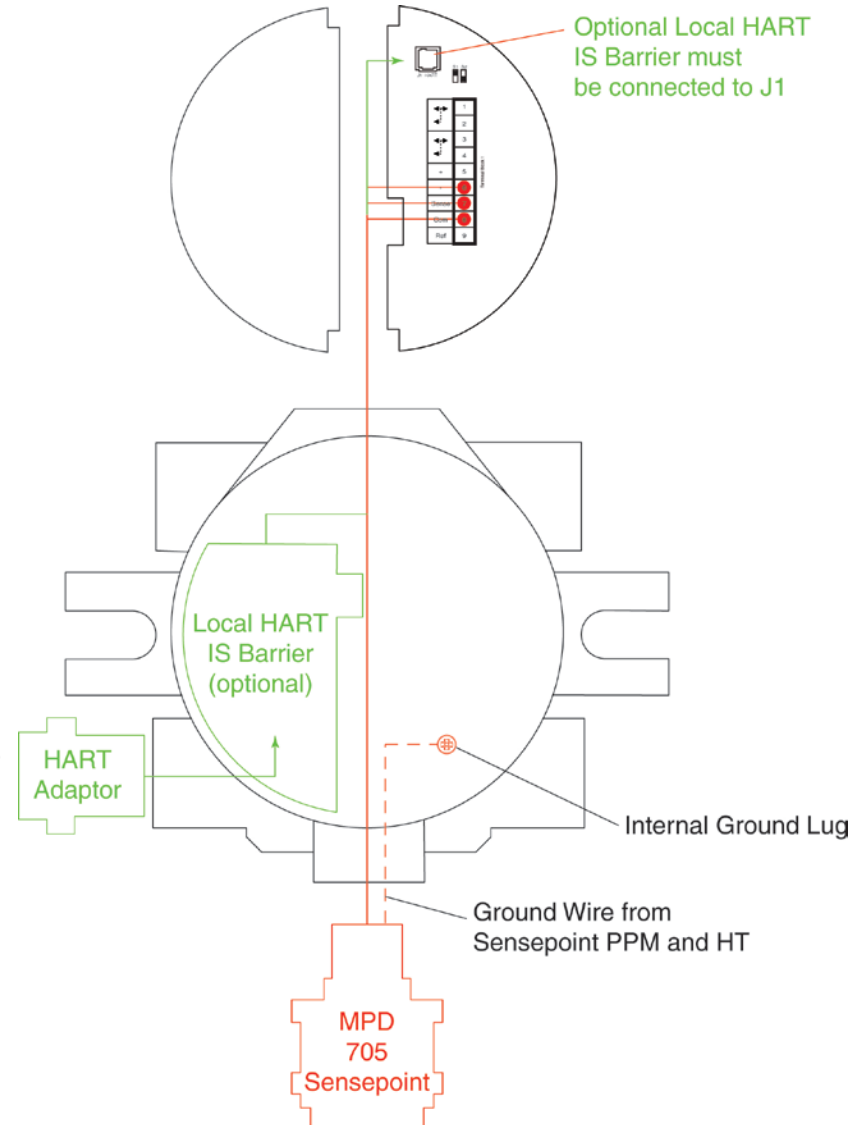 Optional Local HART
IS Barrier must
be connected to J1
1
2
3
4
+ 5
-
Sense
Com
Ref 9
Local HART
IS Barrier
(optional)
HART
Adaptor
Internal Ground Lug
Ground Wire from
Sensepoint PPM and HT
MPD
705
Sensepoint